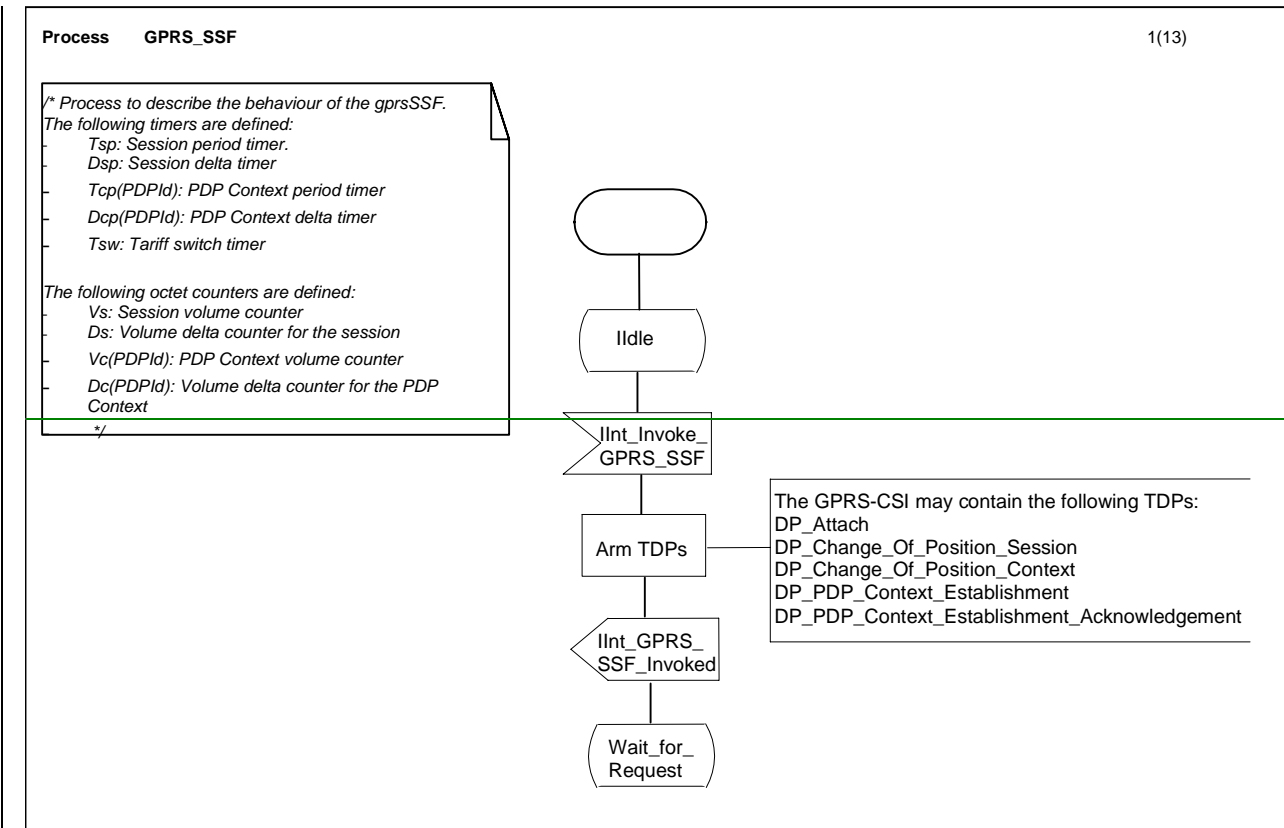 Process GPRS_SSF 1(13)
/* Process to describe the behaviour of the gprsSSF.
The following timers are defined:
- Tsp: Session period timer.
- Dsp: Session delta timer
- Tcp(PDPId): PDP Context period timer
- Dcp(PDPId): PDP Context delta timer
- Tsw: Tariff switch timer
The following octet counters are defined:
- Vs: Session volume counter
- Ds: Volume delta counter for the session
- Vc(PDPId): PDP Context volume counter
- Dc(PDPId): Volume delta counter for the PDP
Context
- */
IIdle
IInt_Invoke_
GPRS_SSF
Arm TDPs
The GPRS-CSI may contain the following TDPs:
DP_Attach
DP_Change_Of_Position_Session
DP_Change_Of_Position_Context
DP_PDP_Context_Establishment
DP_PDP_Context_Establishment_Acknowledgement
IInt_GPRS_
SSF_Invoked
Wait_for_
Request